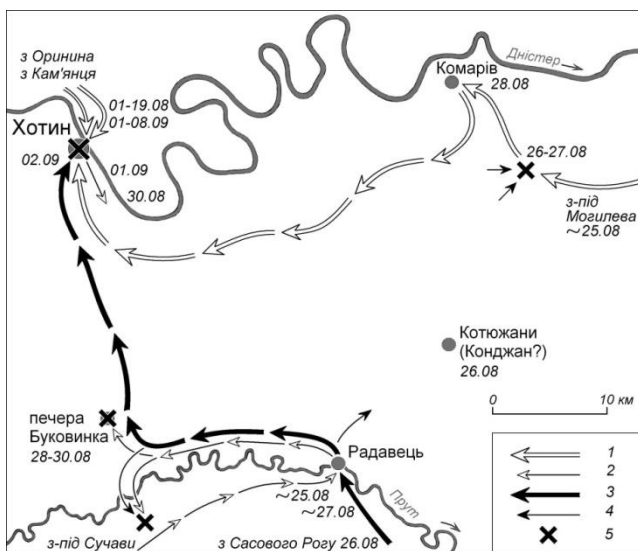 з Оринина
з Кам'янця
Дністер
Комарів
28.08
01-19.08
01-08.09
Хотин
02.09
01.09
30.08
26-27.08
з-під
Могилева
~25.08
Котюжани
(Конджан?)
26.08
0 10 км
печера
Буковинка
28-30.08
Радавець
~25.08
~27.08
Прут
з-під Сучави
з Сасового Рогу 26.08
1
2
3
4
5